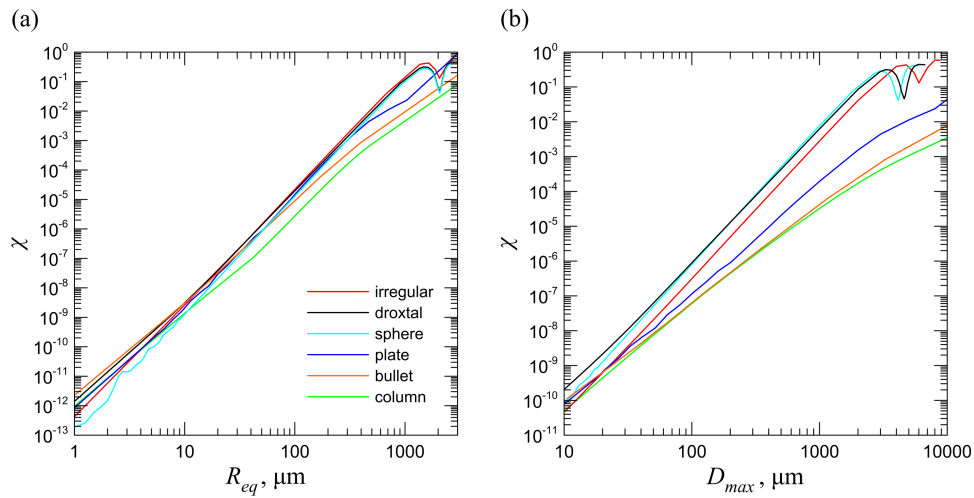 (a)
10^0
10^-1
10^-2
10^-3
10^-4
10^-5
10^-6
10^-7
10^-8
10^-9
10^-10
10^-11
10^-12
10^-13
χ
1
10
100
1000
R_eq, μm
irregular
droxtal
sphere
plate
bullet
column
(b)
10^0
10^-1
10^-2
10^-3
10^-4
10^-5
10^-6
10^-7
10^-8
10^-9
10^-10
10^-11
χ
10
100
1000
10000
D_max, μm